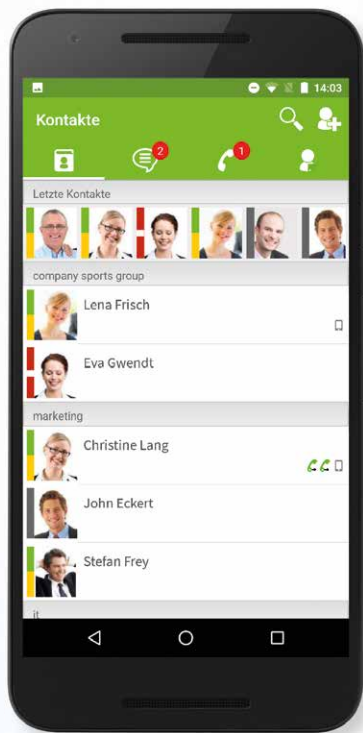 14:03
Kontakte
2
1
Letzte Kontakte
company sports group
Lena Frisch
Eva Gwendt
marketing
Christine Lang
John Eckert
Stefan Frey
it